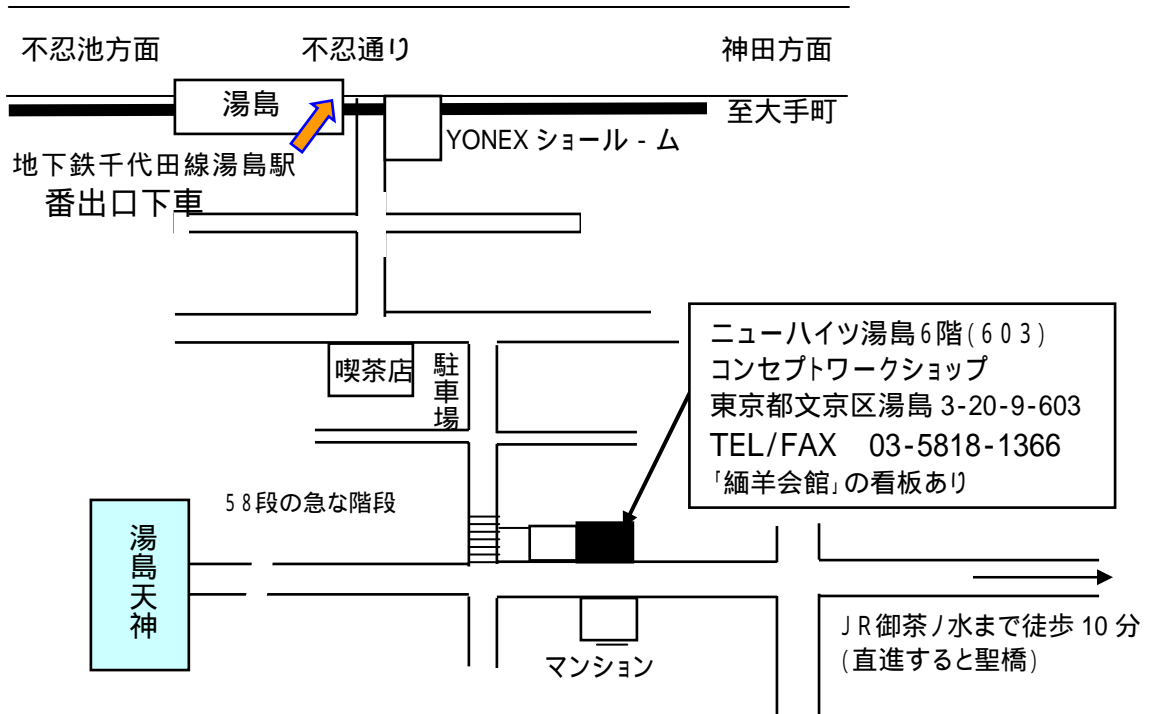 不忍池方面
不忍通り
神田方面
湯島
至大手町
YONEX ショール - ム
地下鉄千代田線湯島駅
番出口下車
ニューハイツ湯島6階(603)
コンセプトワークショップ
東京都文京区湯島 3-20-9-603
TEL/FAX 03-5818-1366
「緬羊会館」の看板あり
喫茶店
駐車場
58段の急な階段
湯島天神
JR御茶ノ水まで徒歩 10 分
(直進すると聖橋)
マンション